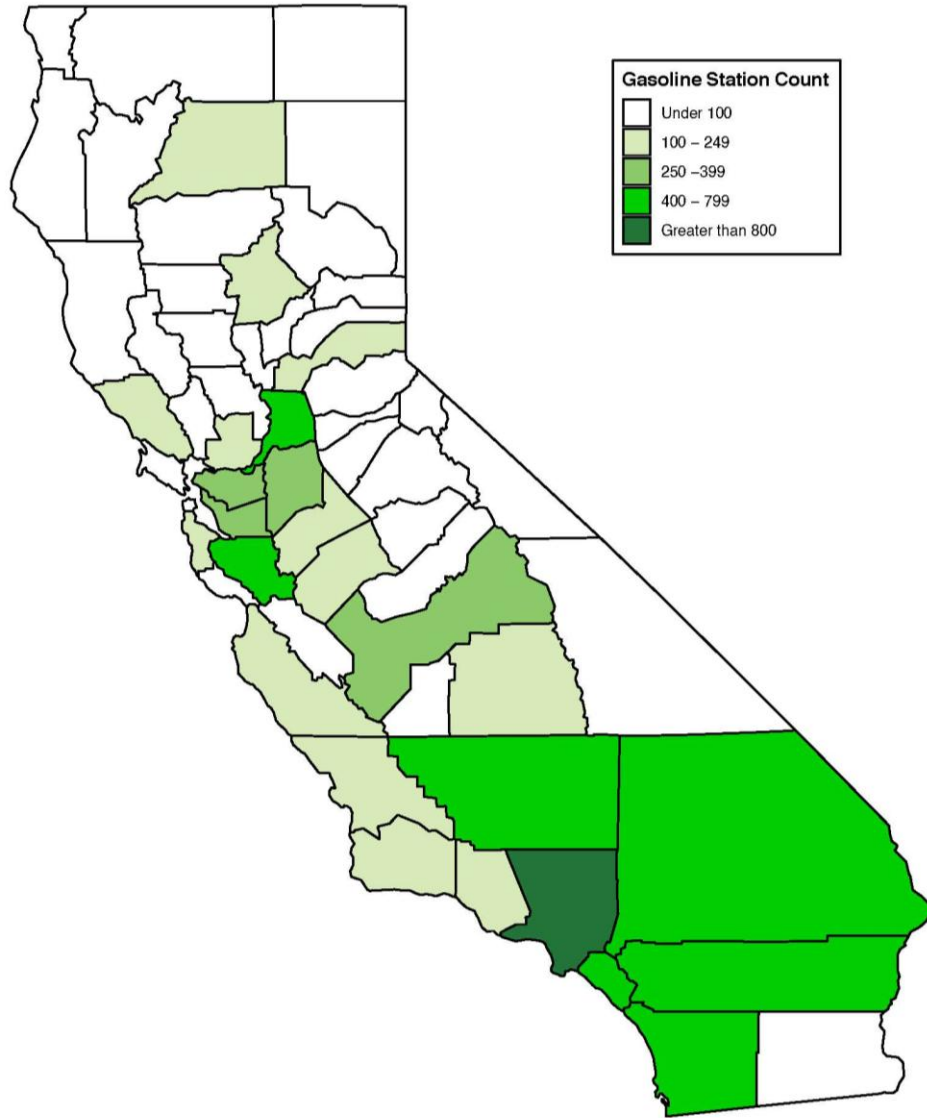 Gasoline Station Count
Under 100
100 – 249
250 –399
400 – 799
Greater than 800